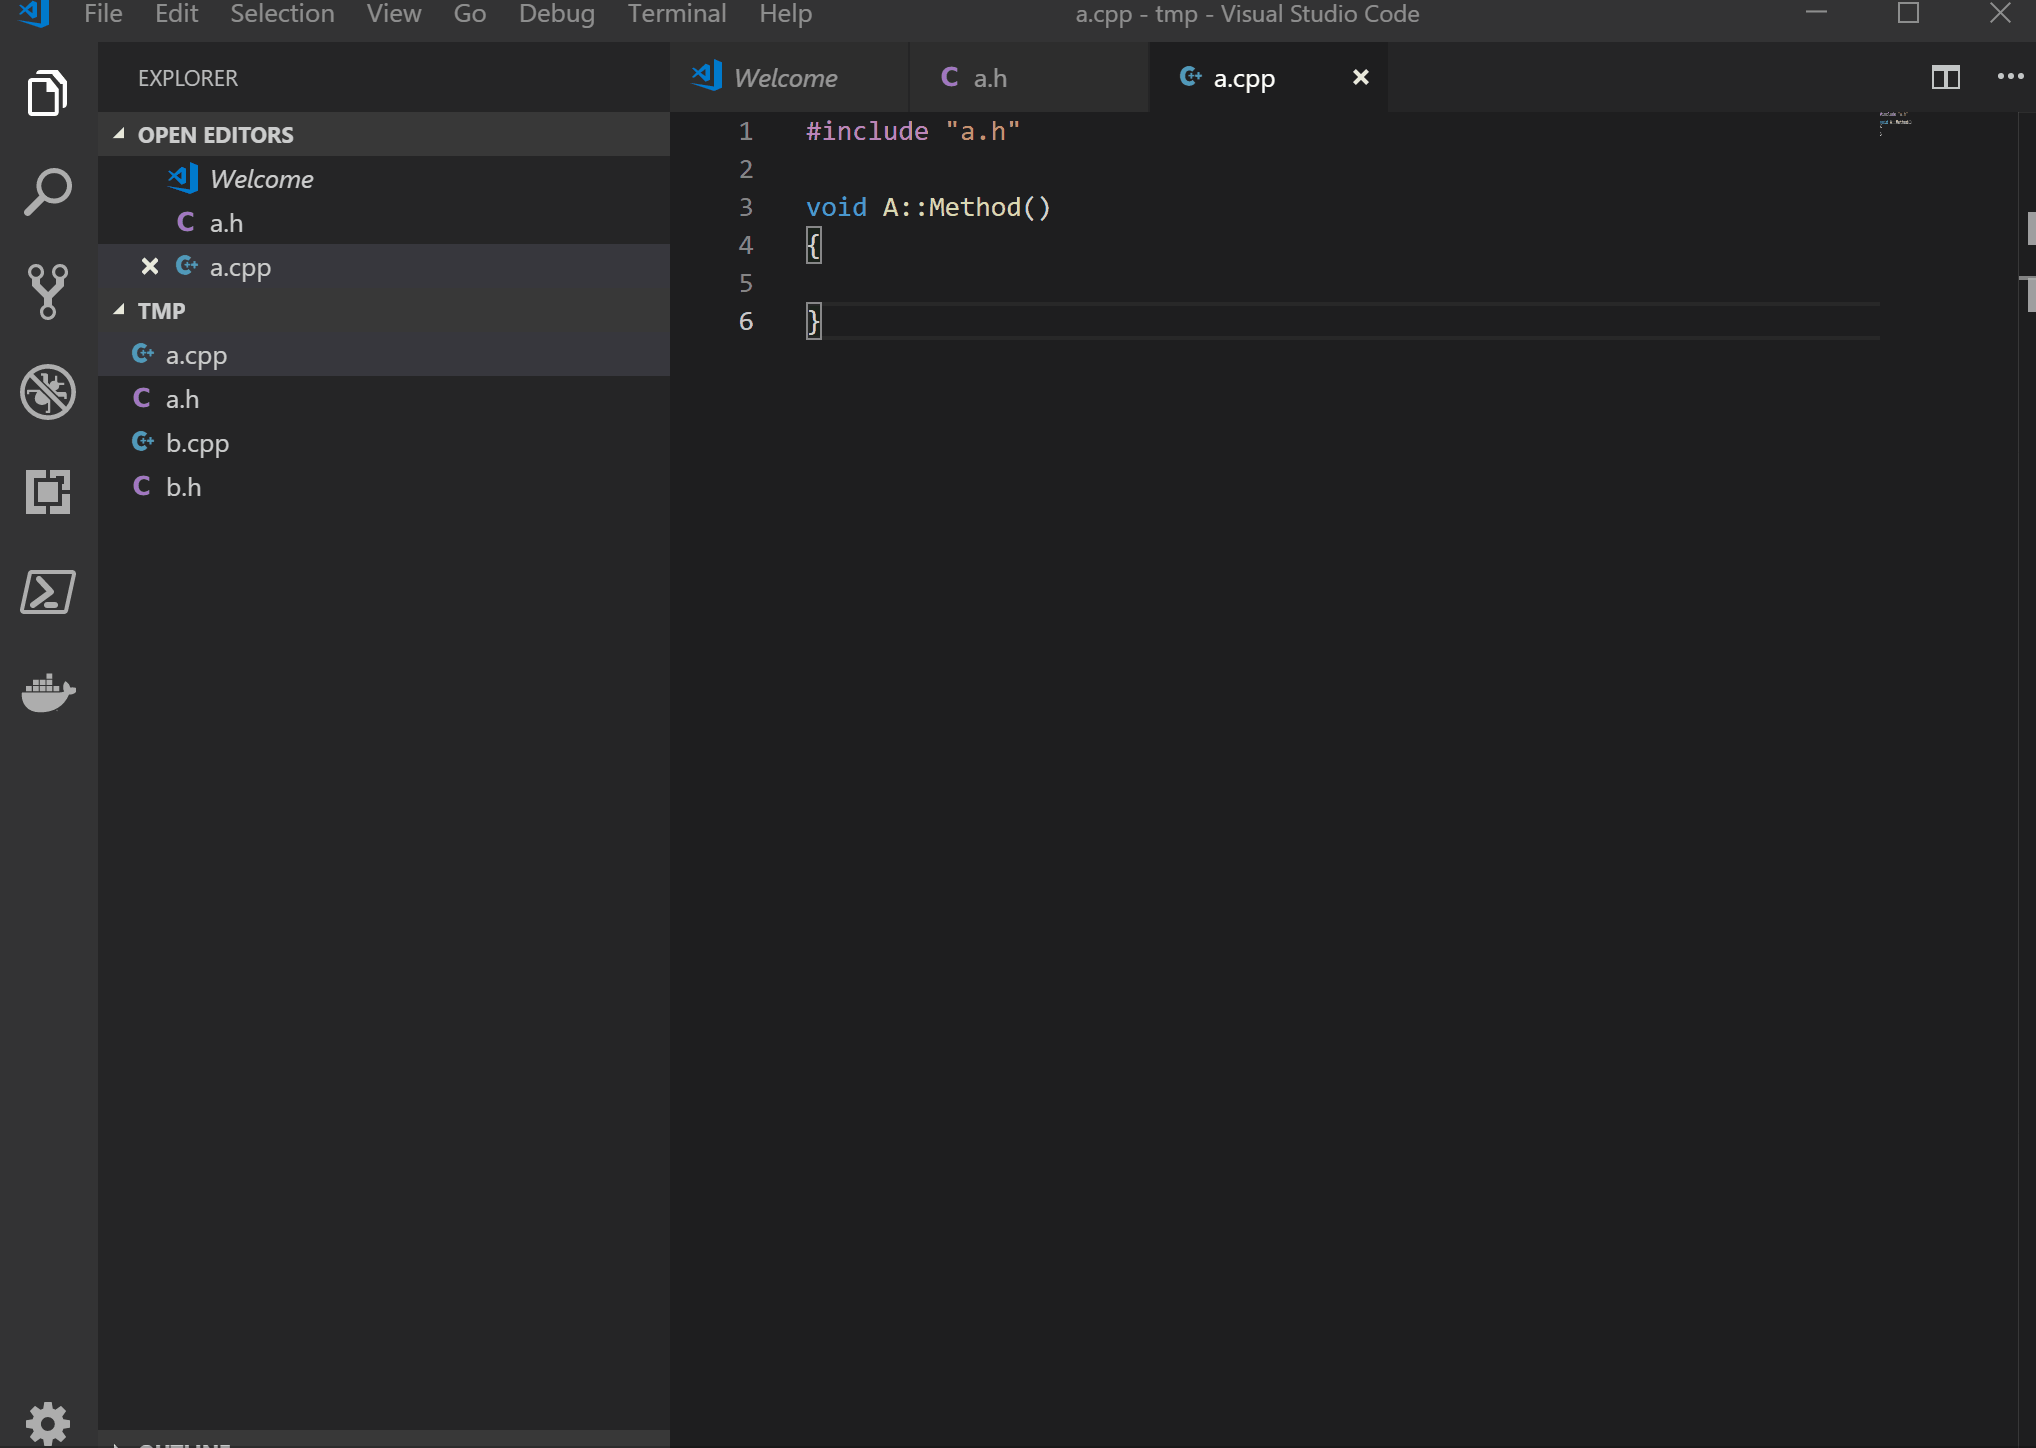 File Edit Selection View Go Debug Terminal Help a.cpp - tmp - Visual Studio Code
EXPLORER
Welcome a.h a.cpp
OPEN EDITORS
Welcome
a.h
a.cpp
TMP
a.cpp
a.h
b.cpp
b.h
OUTLINE
1 #include "a.h"
2
3 void A::Method()
4 {
5
6 }